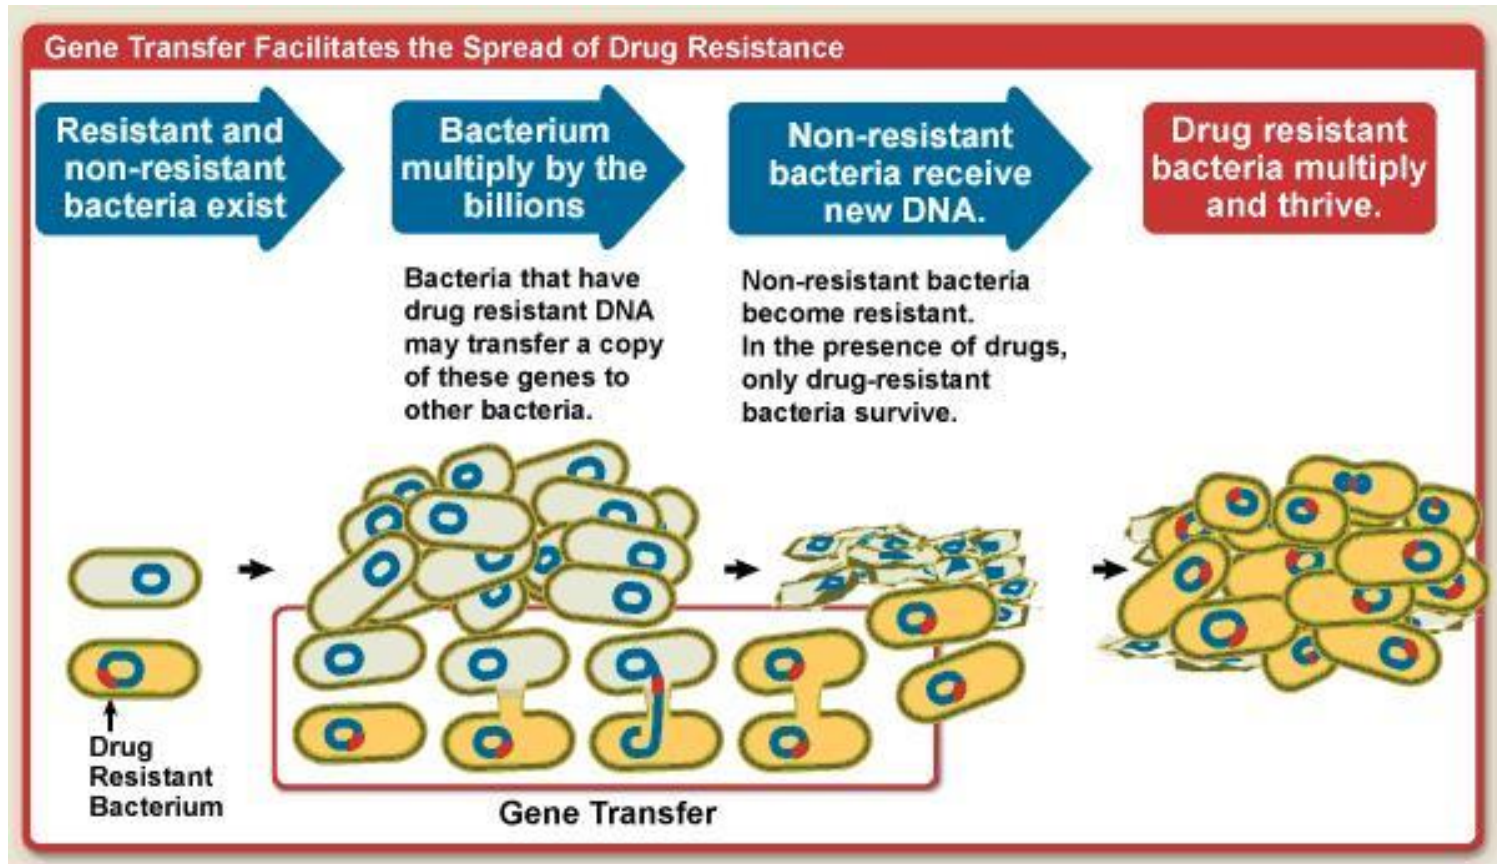 Gene Transfer Facilitates the Spread of Drug Resistance
Resistant and
non-resistant
bacteria exist
Bacterium
multiply by the
billions
Non-resistant
bacteria receive
new DNA.
Drug resistant
bacteria multiply
and thrive.
Bacteria that have
drug resistant DNA
may transfer a copy
of these genes to
other bacteria.
Non-resistant bacteria
become resistant.
In the presence of drugs,
only drug-resistant
bacteria survive.
Drug
Resistant
Bacterium
Gene Transfer